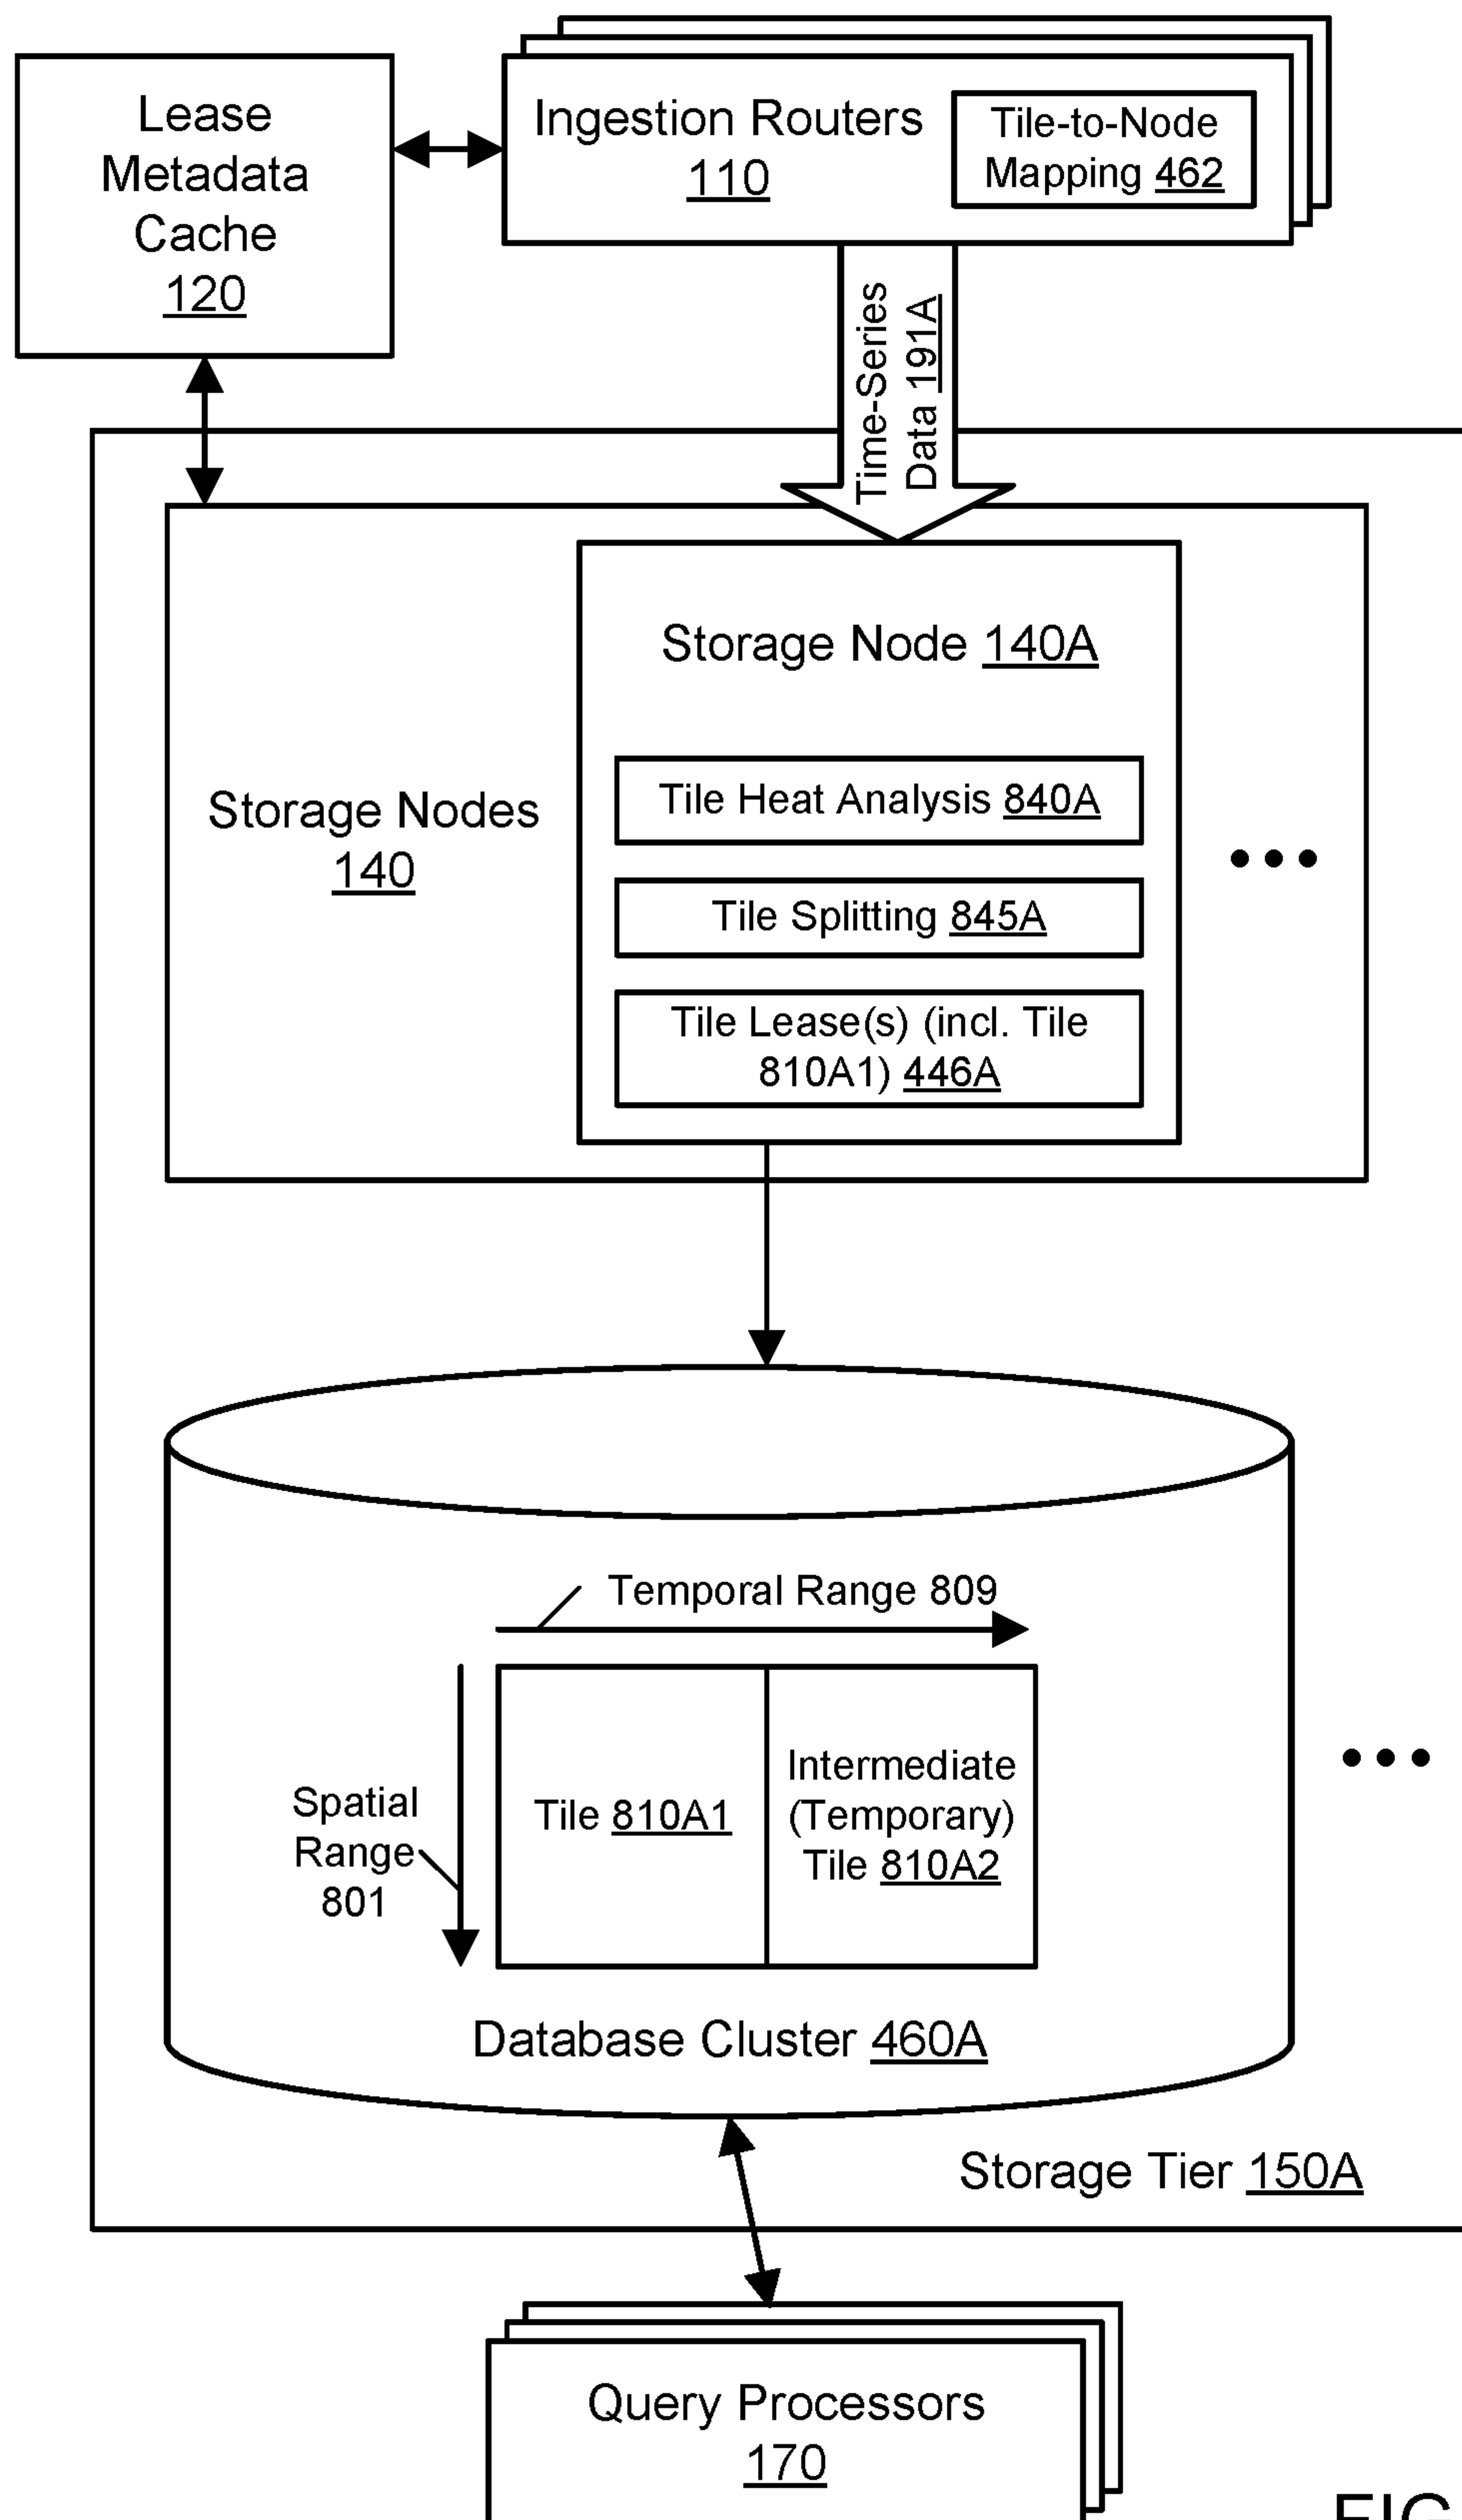 Lease
Metadata
Cache
120
Ingestion Routers
110
Tile-to-Node
Mapping 462
Time-Series
Data 191A
Storage Node 140A
Storage Nodes
140
Tile Heat Analysis 840A
Tile Splitting 845A
Tile Lease(s) (incl. Tile
810A1) 446A
Temporal Range 809
Spatial
Range
801
Tile 810A1
Intermediate
(Temporary)
Tile 810A2
Database Cluster 460A
Storage Tier 150A
Query Processors
170